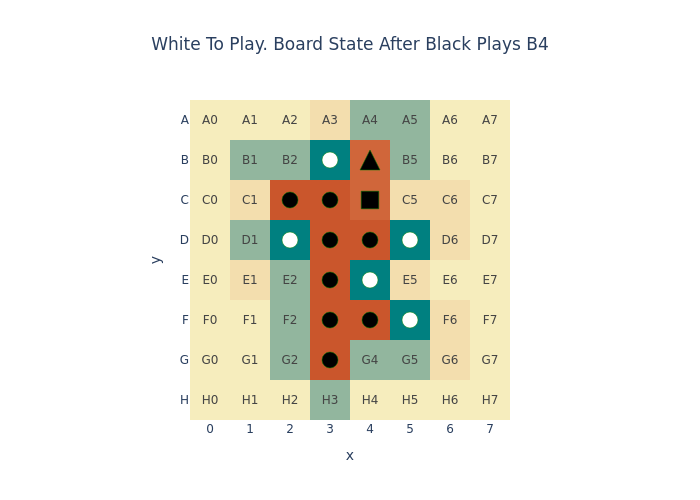 White To Play. Board State After Black Plays B4
A A0 A1 A2 A3 A4 A5 A6 A7
B B0 B1 B2 B5 B6 B7
C C0 C1 C5 C6 C7
D D0 D1 D6 D7
E E0 E1 E2 E5 E6 E7
F F0 F1 F2 F6 F7
G G0 G1 G2 G4 G5 G6 G7
H H0 H1 H2 H3 H4 H5 H6 H7
0 1 2 3 4 5 6 7
x
y